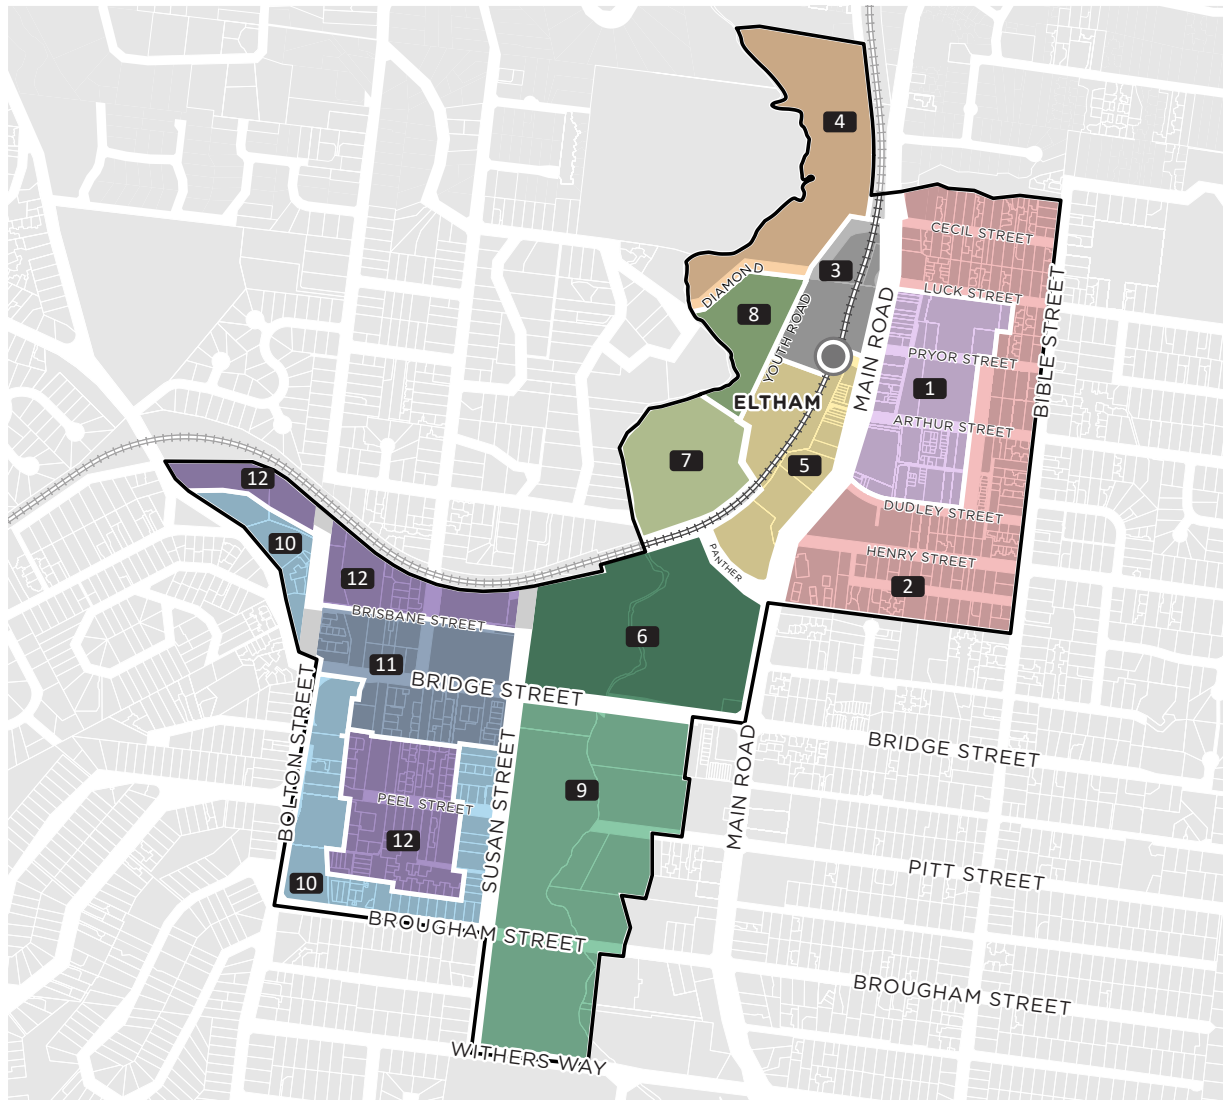 4
CECIL STREET
3
DIAMOND
LUCK STREET
8
YOUTH ROAD
MAIN ROAD
BIBLE STREET
PRYOR STREET
1
ELTHAM
ARTHUR STREET
7
5
12
DUDLEY STREET
10
HENRY STREET
PANTHER
12
2
BRISBANE STREET
6
11
BRIDGE STREET
BOLTON STREET
SUSAN STREET
MAIN ROAD
BRIDGE STREET
9
PEEL STREET
12
PITT STREET
10
BROUGHAM STREET
BROUGHAM STREET
WITHERS WAY